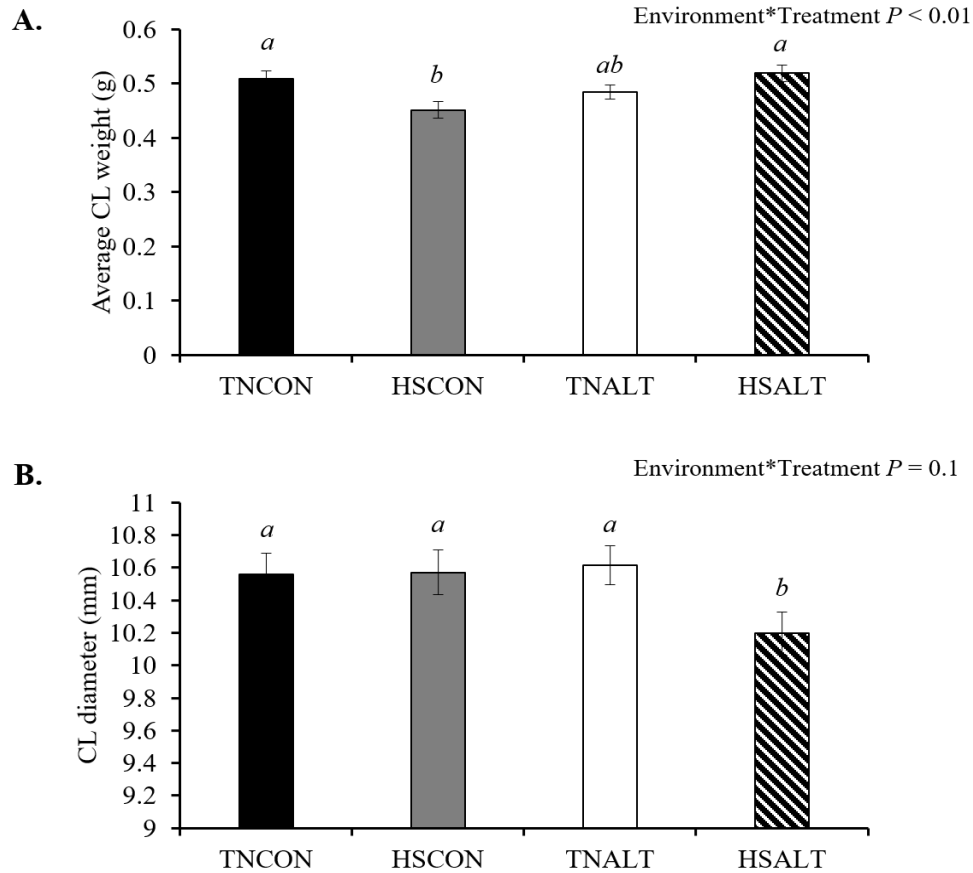 A.
Environment*Treatment P < 0.01
Average CL weight (g)
0.6
0.5
0.4
0.3
0.2
0.1
0
a
b
ab
a
TNCON HSCON TNALT HSALT
B.
Environment*Treatment P = 0.1
CL diameter (mm)
11
10.8
10.6
10.4
10.2
10
9.8
9.6
9.4
9.2
9
a
a
a
b
TNCON HSCON TNALT HSALT